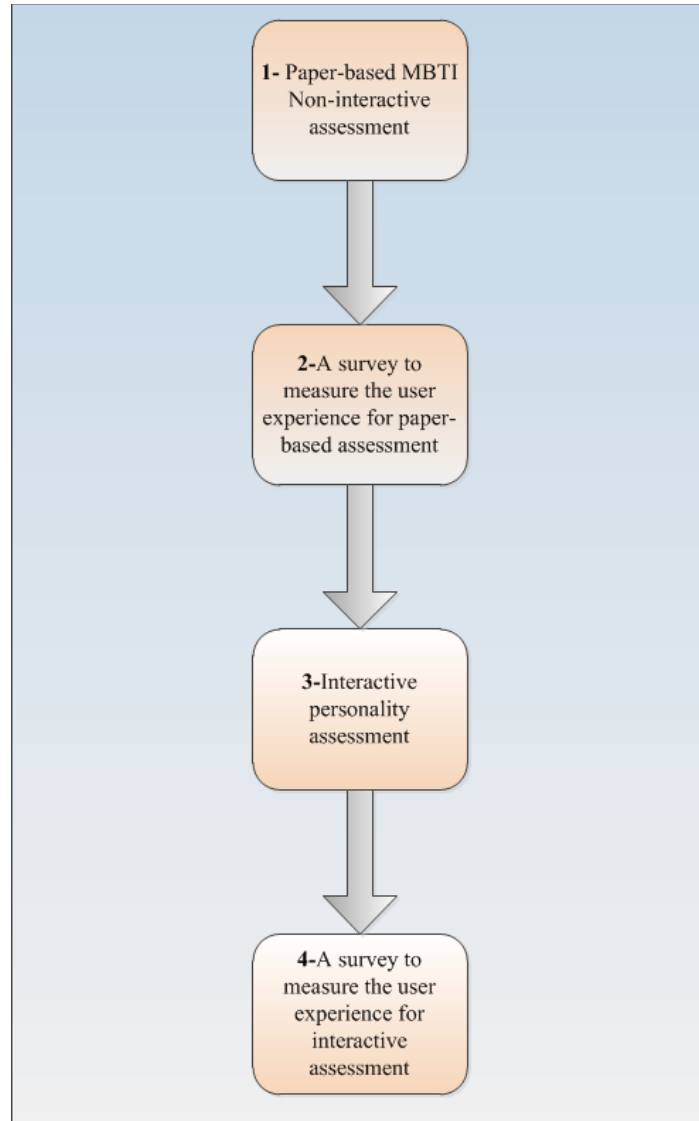 1- Paper-based MBTI
Non-interactive
assessment
2-A survey to
measure the user
experience for paper-
based assessment
3-Interactive
personality
assessment
4-A survey to
measure the user
experience for
interactive
assessment